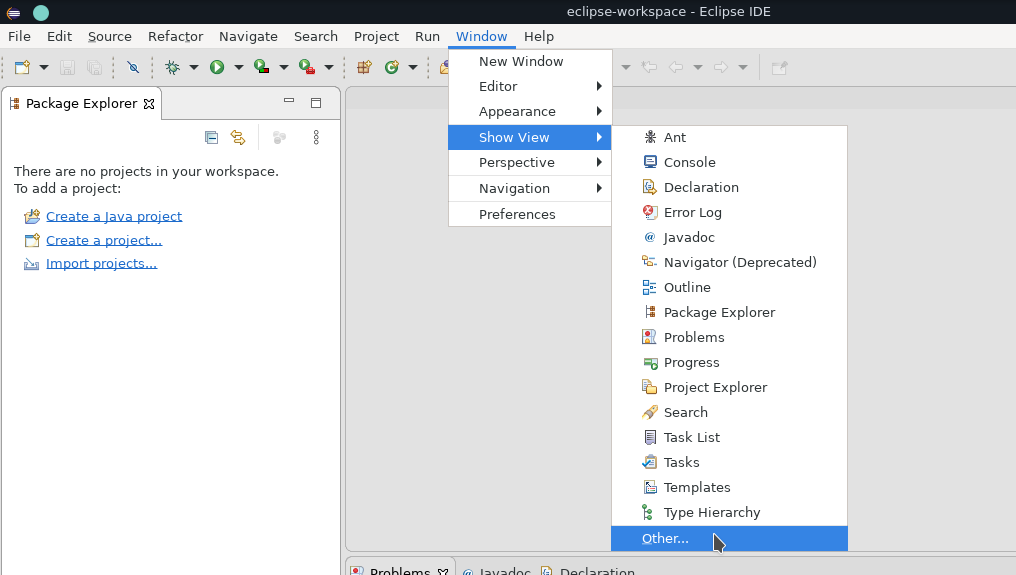 eclipse-workspace - Eclipse IDE
File Edit Source Refactor Navigate Search Project Run Window Help
New Window
Editor
Appearance
Show View
Perspective
Navigation
Preferences
Package Explorer
There are no projects in your workspace.
To add a project:
Create a Java project
Create a project...
Import projects...
Ant
Console
Declaration
Error Log
Javadoc
Navigator (Deprecated)
Outline
Package Explorer
Problems
Progress
Project Explorer
Search
Task List
Tasks
Templates
Type Hierarchy
Other...
Problems Javadoc Declaration